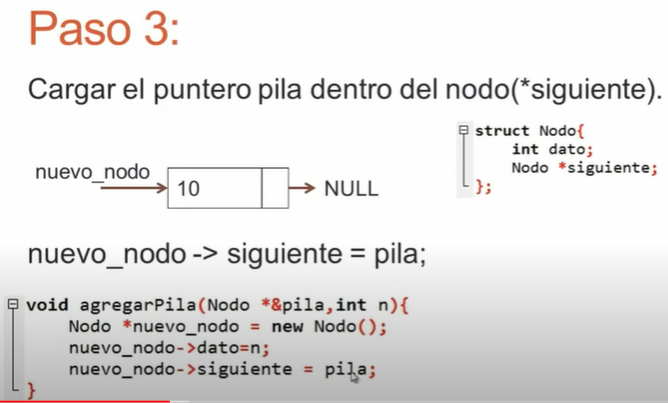 Paso 3:
Cargar el puntero pila dentro del nodo(*siguiente).
struct Nodo{
int dato;
Nodo *siguiente;
};
nuevo_nodo
10
NULL
nuevo_nodo -> siguiente = pila;
void agregarPila(Nodo *&pila,int n){
Nodo *nuevo_nodo = new Nodo();
nuevo_nodo->dato=n;
nuevo_nodo->siguiente = pila;
}